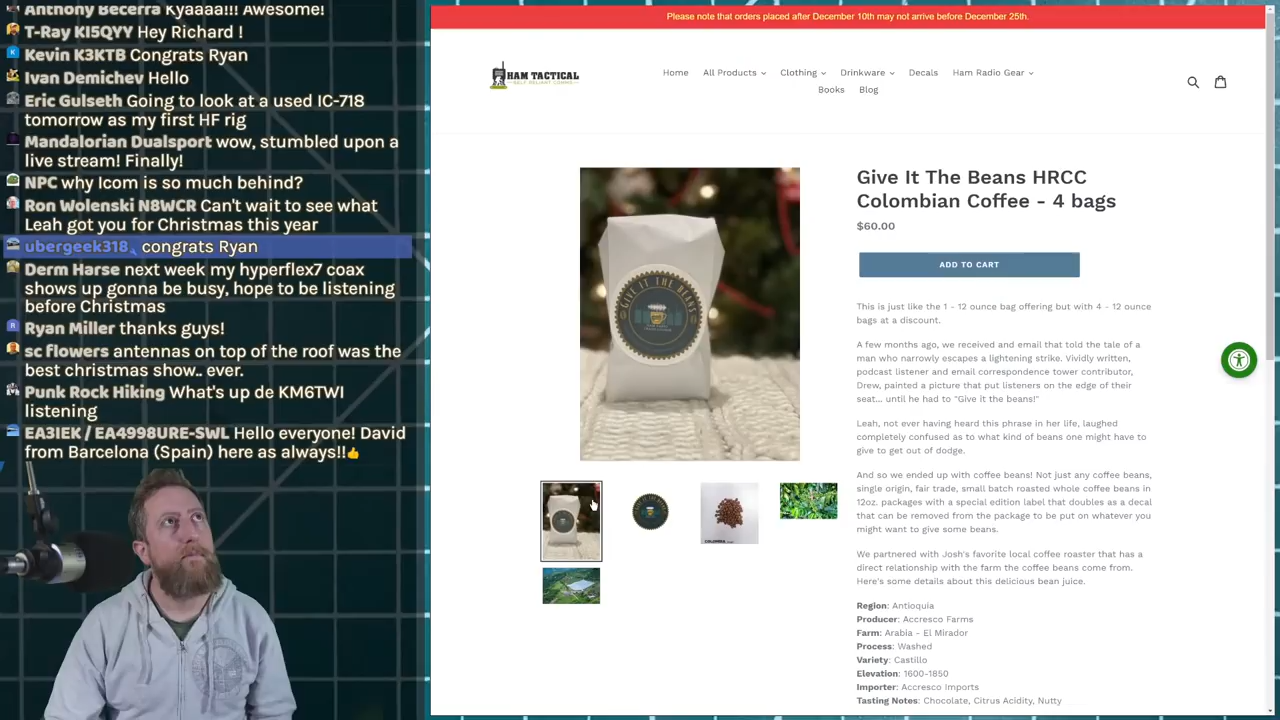 Anthony Becerra Kyaaa!!! Awesome!
T-Ray KI5QYY Hey Richard !
Kevin K3KTB Congrats Ryan
Ivan DelConj Hello
Eric Gulseth Going to look at a used IC-718
tomorrow as my first HF rig
Mandalorian Dualsport wow, stumbled upon a
live stream! Finally!
NPC why Icom is so much behind?
Ron Wolenski N8WCR Can't wait to see what
Leah got you for Christmas this year
ubergeek318 congrats Ryan
Derm Harse next week my hyperflex7 coax
shows up gonna be busy, hope to be listening
before Christmas
Ryan Miller thanks guys!
sc flowers antennas on top of the roost was the
best christmas show.. ever.
Punk Rock Hiking What's up de KM6TWI
listening
EA3IEK / EA4998URE-SWL Hello everyone! David
from Barcelona (Spain) here as always!!👍
Please note that orders placed after December 10th may not arrive before December 25th.
HAM TACTICAL
SELF RELIANT COMMS
Home All Products Clothing Drinkware Decals Ham Radio Gear
Books Blog
GIVE IT THE BEANS
Give It The Beans HRCC
Colombian Coffee - 4 bags
$60.00
ADD TO CART
This is just like the 1 - 12 ounce bag offering but with 4 - 12 ounce
bags at a discount.
A few months ago, we received and email that told the tale of a
man who narrowly escapes a lightening strike. Vividly written,
podcast listener and email correspondence tower contributor,
Drew, painted a picture that put listeners on the edge of their
seat... until he had to "Give it the beans!"
Leah, not ever having heard this phrase in her life, laughed
completely confused as to what kind of beans one might have to
give to get out of dodge.
And so we ended up with coffee beans! Not just any coffee beans,
single origin, fair trade, small batch roasted whole coffee beans in
12oz. packages with a special edition label that doubles as a decal
that can be removed from the package to be put on whatever you
might want to give some beans.
We partnered with Josh's favorite local coffee roaster that has a
direct relationship with the farm the coffee beans come from.
Here's some details about this delicious bean juice.
Region: Antioquia
Producer: Accresco Farms
Farm: Arabia - El Mirador
Process: Washed
Variety: Castillo
Elevation: 1600-1850
Importer: Accresco Imports
Tasting Notes: Chocolate, Citrus Acidity, Nutty